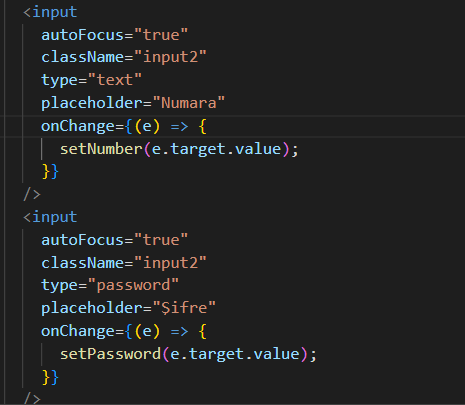 <input
autoFocus="true"
className="input2"
type="text"
placeholder="Numara"
onChange={(e) => {
setNumber(e.target.value);
}}
/>
<input
autoFocus="true"
className="input2"
type="password"
placeholder="Şifre"
onChange={(e) => {
setPassword(e.target.value);
}}
/>